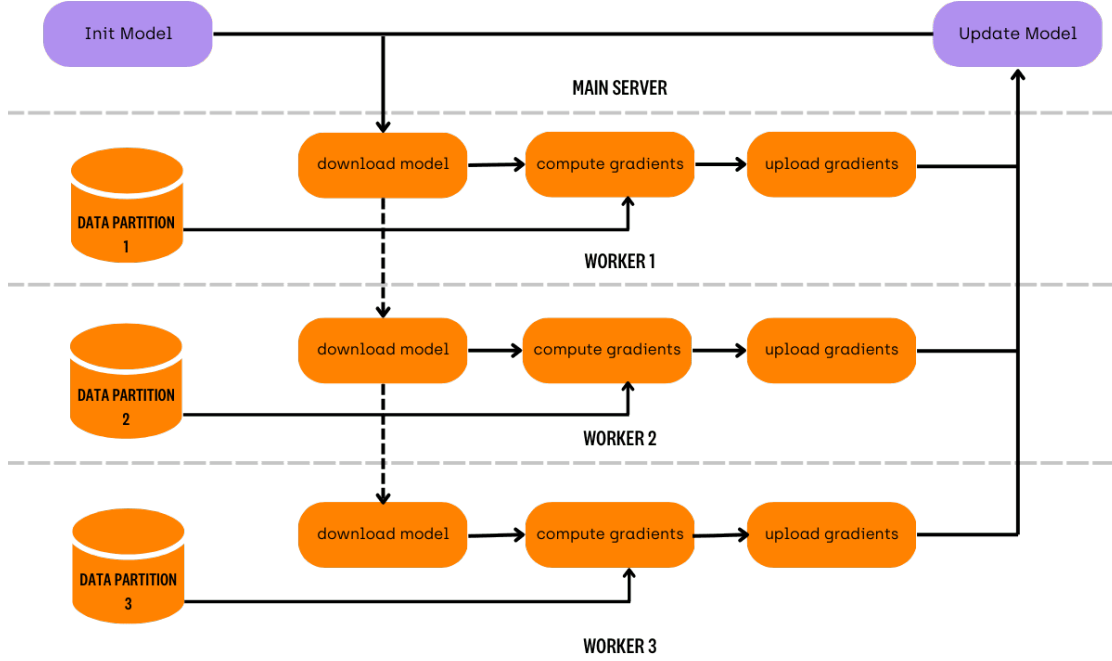 Init Model
Update Model
MAIN SERVER
download model
compute gradients
upload gradients
DATA PARTITION
1
WORKER 1
download model
compute gradients
upload gradients
DATA PARTITION
2
WORKER 2
download model
compute gradients
upload gradients
DATA PARTITION
3
WORKER 3